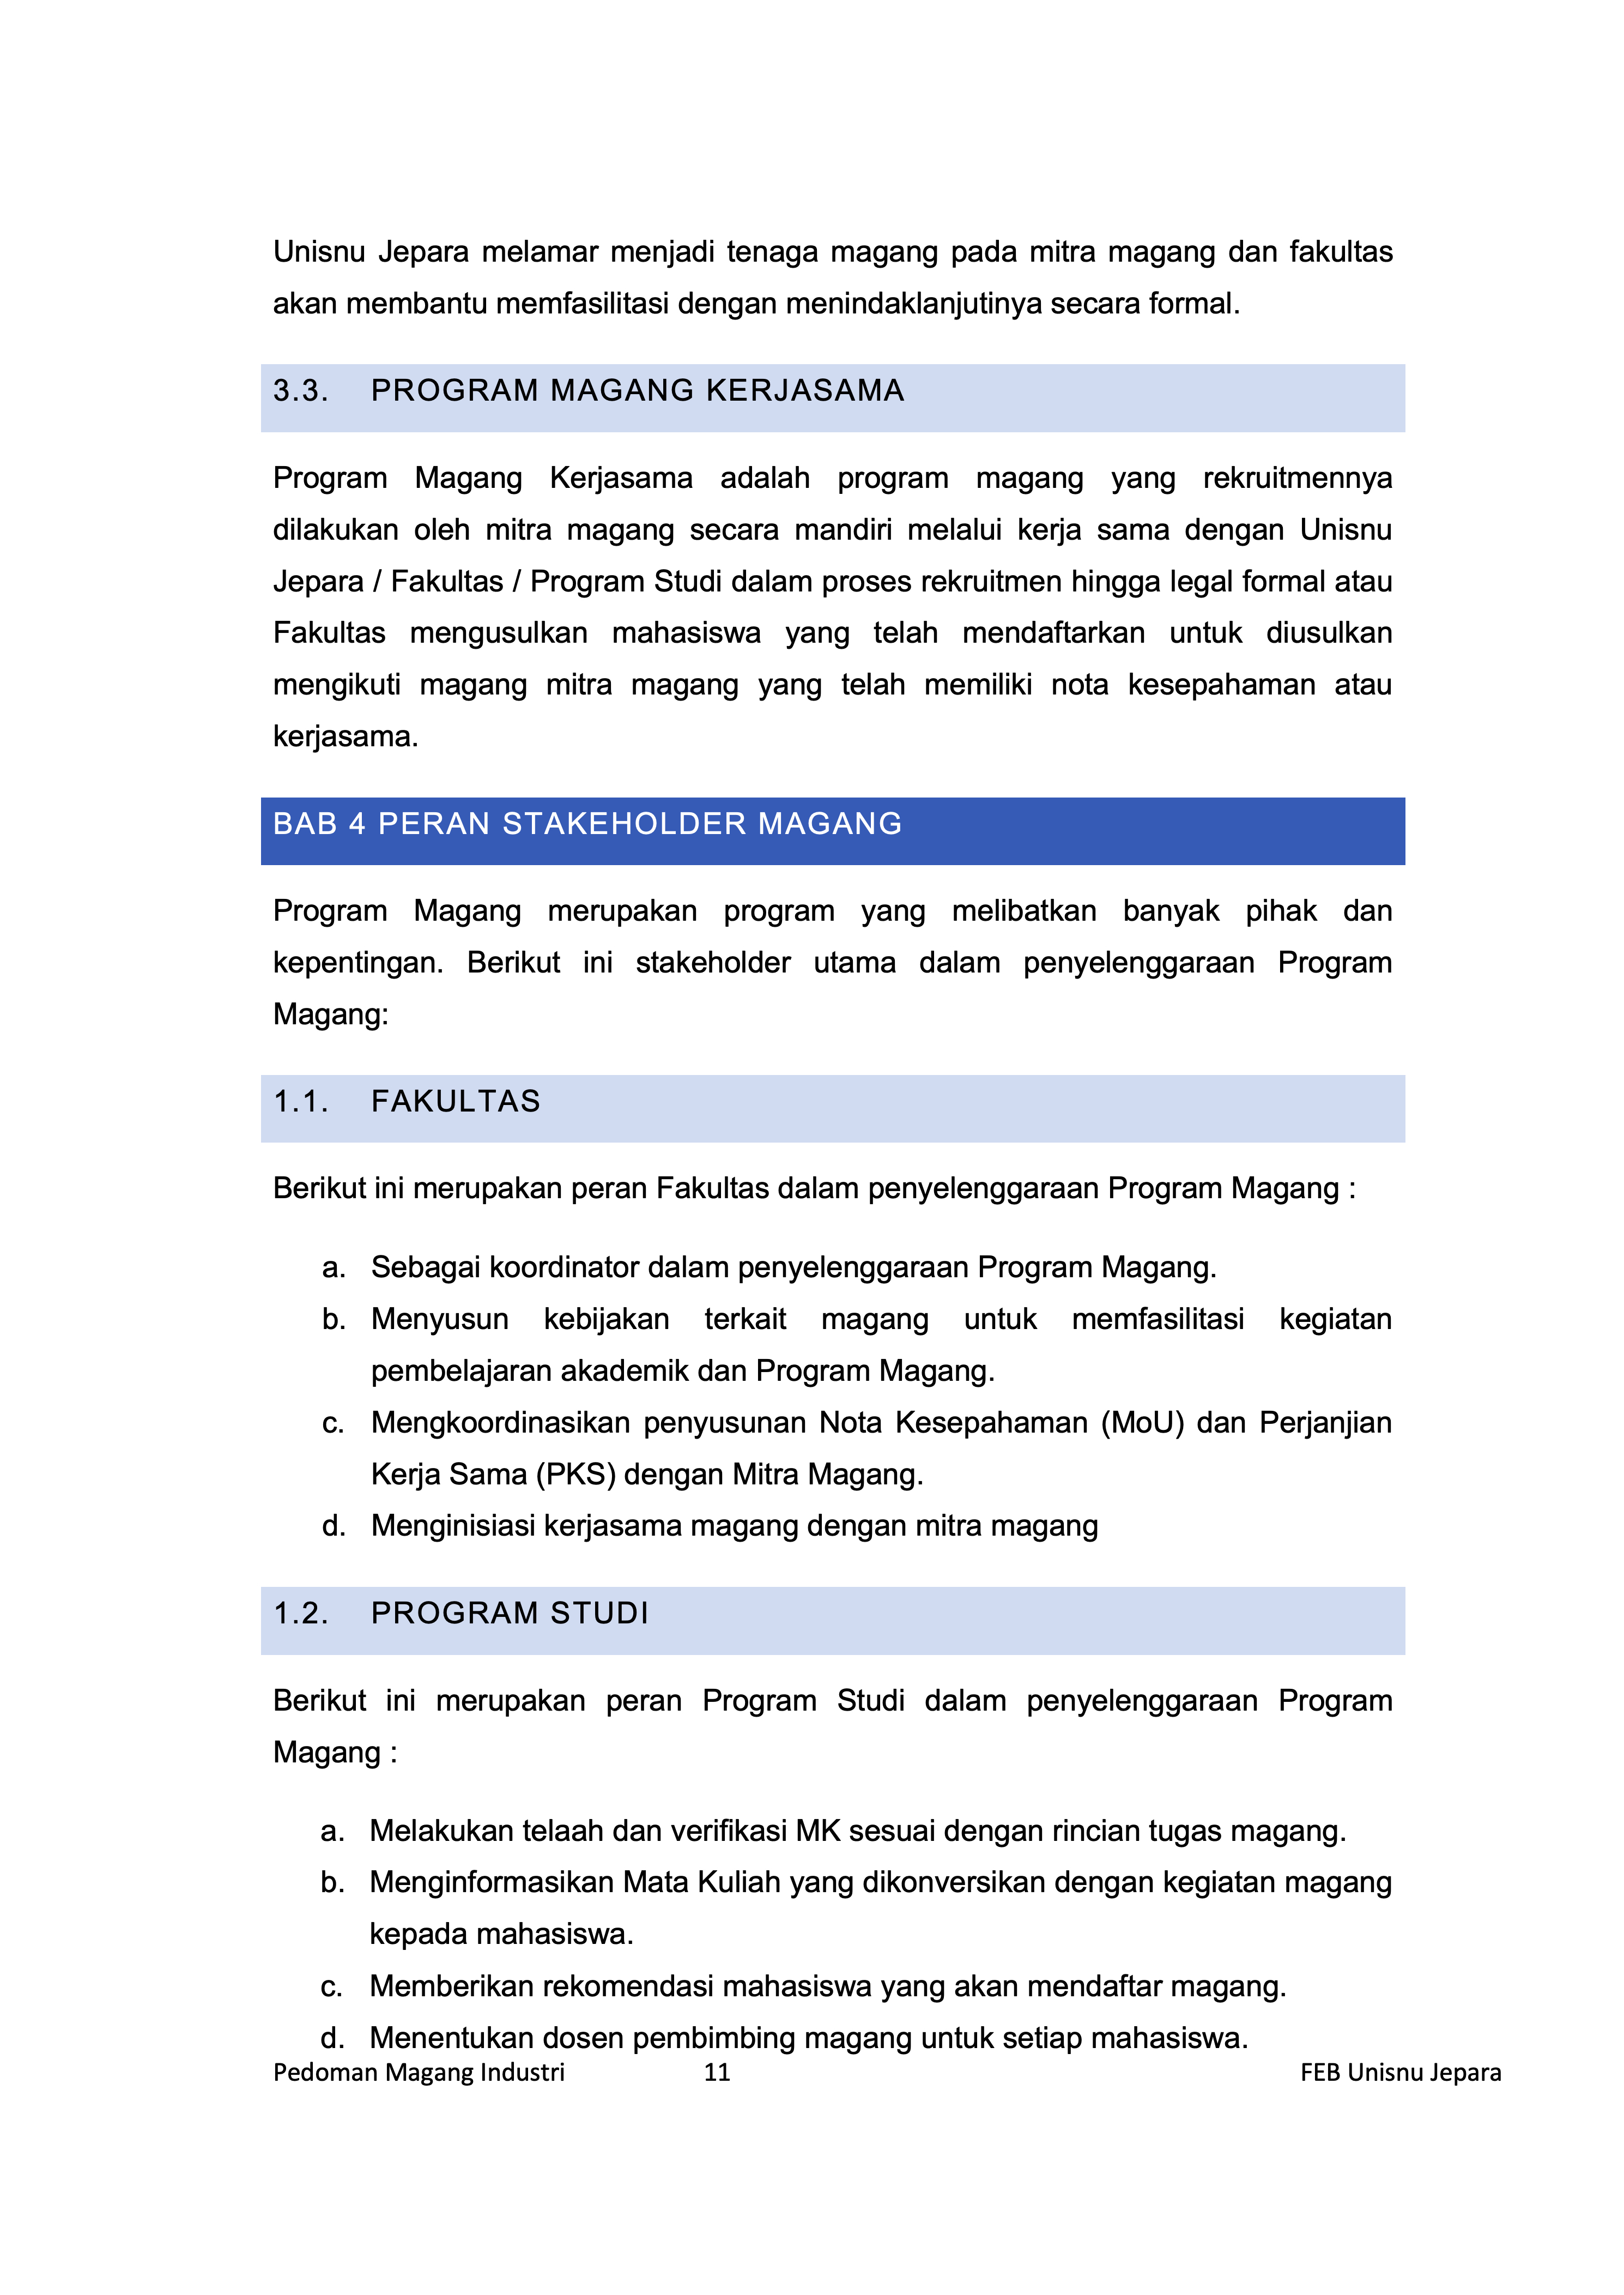 Unisnu Jepara melamar menjadi tenaga magang pada mitra magang dan fakultas
akan membantu memfasilitasi dengan menindaklanjutinya secara formal.
3.3. PROGRAM MAGANG KERJASAMA
Program Magang Kerjasama adalah program magang yang rekruitmennya
dilakukan oleh mitra magang secara mandiri melalui kerja sama dengan Unisnu
Jepara / Fakultas / Program Studi dalam proses rekruitmen hingga legal formal atau
Fakultas mengusulkan mahasiswa yang telah mendaftarkan untuk diusulkan
mengikuti magang mitra magang yang telah memiliki nota kesepahaman atau
kerjasama.
BAB 4 PERAN STAKEHOLDER MAGANG
Program Magang merupakan program yang melibatkan banyak pihak dan
kepentingan. Berikut ini stakeholder utama dalam penyelenggaraan Program
Magang:
1.1. FAKULTAS
Berikut ini merupakan peran Fakultas dalam penyelenggaraan Program Magang :
a. Sebagai koordinator dalam penyelenggaraan Program Magang.
b. Menyusun kebijakan terkait magang untuk memfasilitasi kegiatan
pembelajaran akademik dan Program Magang.
c. Mengkoordinasikan penyusunan Nota Kesepahaman (MoU) dan Perjanjian
Kerja Sama (PKS) dengan Mitra Magang.
d. Menginisiasi kerjasama magang dengan mitra magang
1.2. PROGRAM STUDI
Berikut ini merupakan peran Program Studi dalam penyelenggaraan Program
Magang :
a. Melakukan telaah dan verifikasi MK sesuai dengan rincian tugas magang.
b. Menginformasikan Mata Kuliah yang dikonversikan dengan kegiatan magang
kepada mahasiswa.
c. Memberikan rekomendasi mahasiswa yang akan mendaftar magang.
d. Menentukan dosen pembimbing magang untuk setiap mahasiswa.
Pedoman Magang Industri 11 FEB Unisnu Jepara